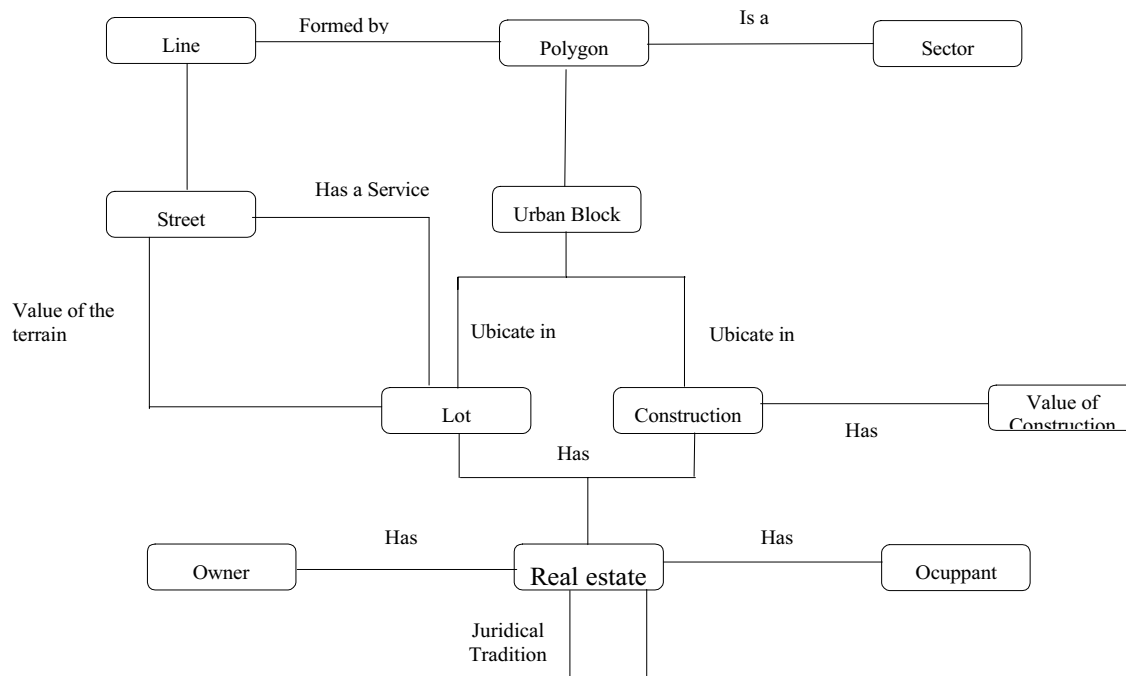 Line
Formed by
Polygon
Is a
Sector
Street
Has a Service
Urban Block
Value of the
terrain
Ubicate in
Ubicate in
Lot
Construction
Value of
Construction
Has
Has
Owner
Has
Real estate
Has
Ocuppant
Juridical
Tradition